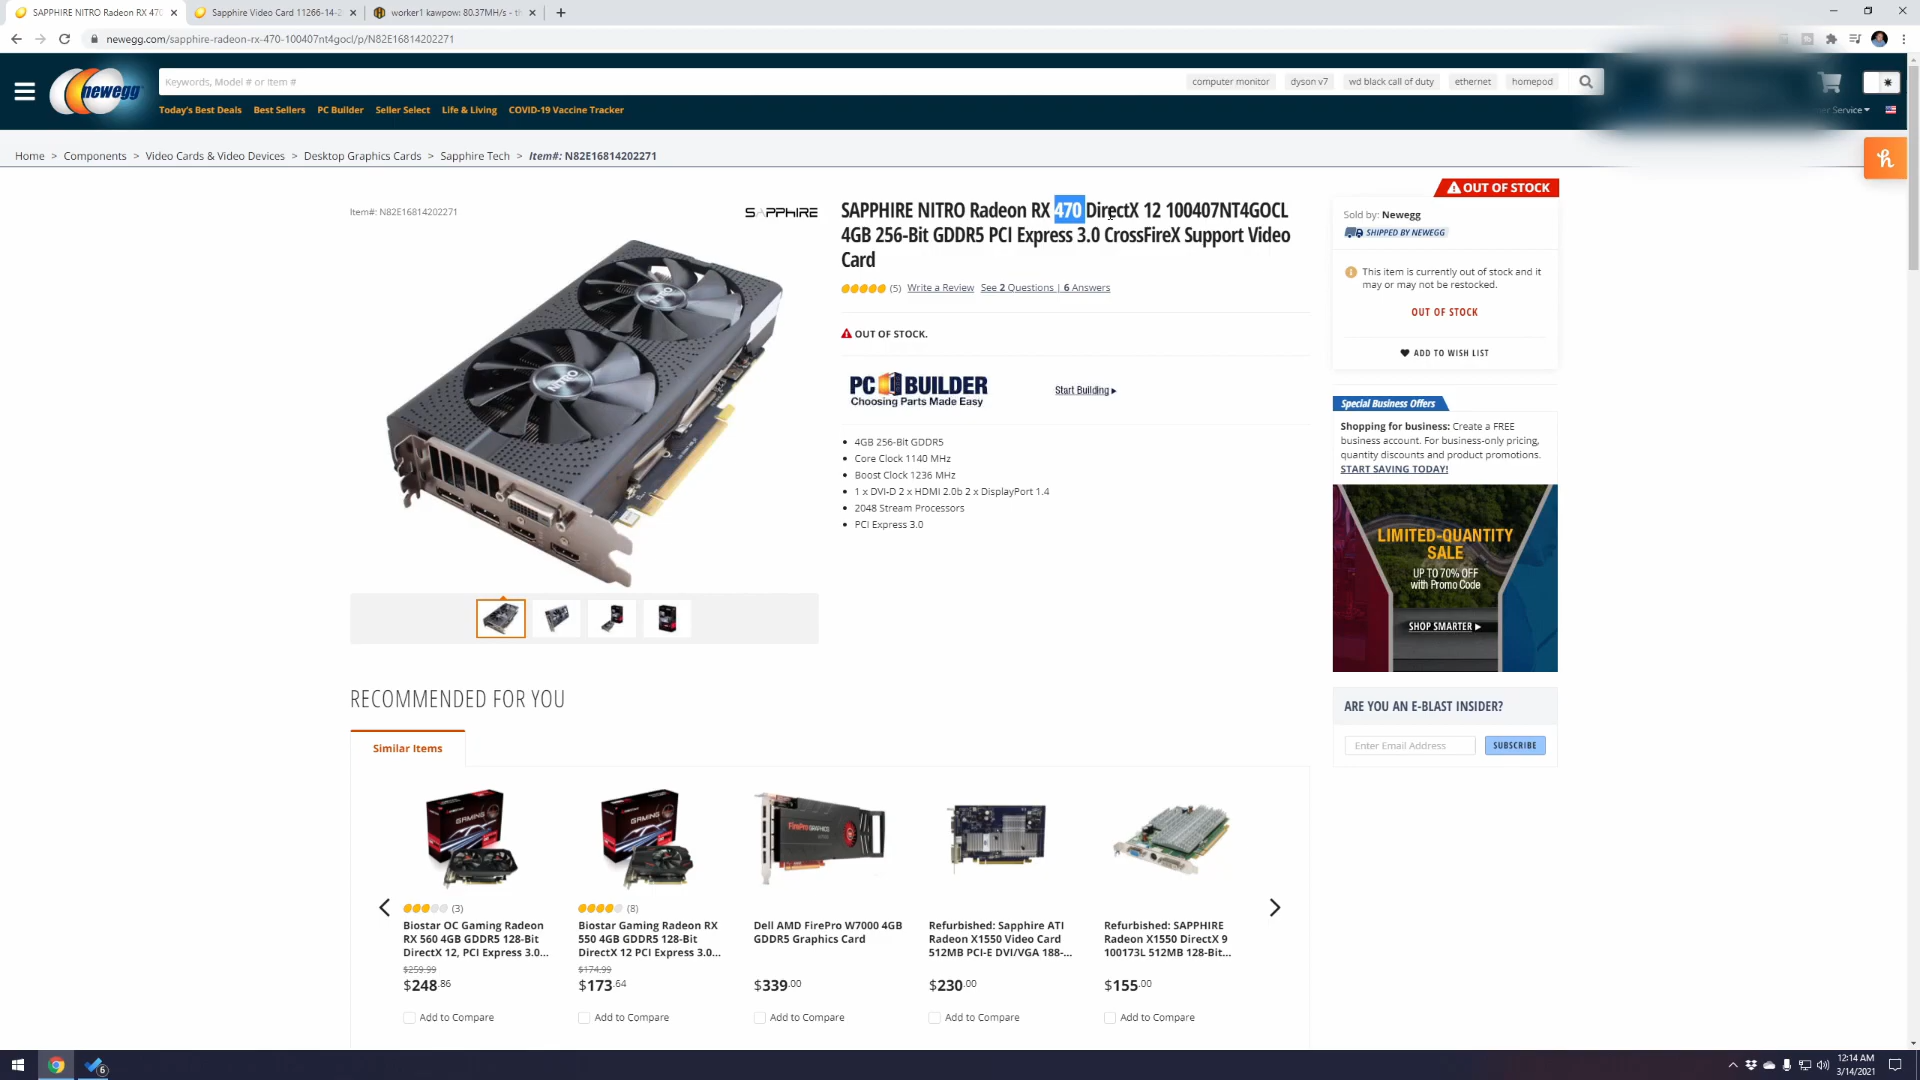 SAPPHIRE NITRO Radeon RX 470
Sapphire Video Card 11266-14-2
worker1 kawpow: 80.37MH/s - th
newegg.com/sapphire-radeon-rx-470-100407nt4gocl/p/N82E16814202271
newegg
Keywords, Model # or Item #
computer monitor
dyson v7
wd black call of duty
ethernet
homepod
Today's Best Deals
Best Sellers
PC Builder
Seller Select
Life & Living
COVID-19 Vaccine Tracker
Service
Home > Components > Video Cards & Video Devices > Desktop Graphics Cards > Sapphire Tech > Item#: N82E16814202271
Item#: N82E16814202271
SAPPHIRE
SAPPHIRE NITRO Radeon RX 470 DirectX 12 100407NT4GOCL
4GB 256-Bit GDDR5 PCI Express 3.0 CrossFireX Support Video
Card
(5) Write a Review See 2 Questions | 6 Answers
OUT OF STOCK.
PC BUILDER
Choosing Parts Made Easy
Start Building
4GB 256-Bit GDDR5
Core Clock 1140 MHz
Boost Clock 1236 MHz
1 x DVI-D 2 x HDMI 2.0b 2 x DisplayPort 1.4
2048 Stream Processors
PCI Express 3.0
NITRO
NITRO
OUT OF STOCK
Sold by: Newegg
SHIPPED BY NEWEGG
This item is currently out of stock and it
may or may not be restocked.
OUT OF STOCK
ADD TO WISH LIST
Special Business Offers
Shopping for business: Create a FREE
business account. For business-only pricing,
quantity discounts and product promotions.
START SAVING TODAY!
LIMITED-QUANTITY
SALE
UP TO 70% OFF
with Promo Code
SHOP SMARTER
ARE YOU AN E-BLAST INSIDER?
Enter Email Address
SUBSCRIBE
RECOMMENDED FOR YOU
Similar Items
GAMING
GAMING
FirePro GRAPHICS
(3)
Biostar OC Gaming Radeon
RX 560 4GB GDDR5 128-Bit
DirectX 12, PCI Express 3.0...
$259.99
$248.86
Add to Compare
(8)
Biostar Gaming Radeon RX
550 4GB GDDR5 128-Bit
DirectX 12 PCI Express 3.0...
$174.99
$173.64
Add to Compare
Dell AMD FirePro W7000 4GB
GDDR5 Graphics Card
$339.00
Add to Compare
Refurbished: Sapphire ATI
Radeon X1550 Video Card
512MB PCI-E DVI/VGA 188-...
$230.00
Add to Compare
Refurbished: SAPPHIRE
Radeon X1550 DirectX 9
100173L 512MB 128-Bit...
$155.00
Add to Compare
6
12:14 AM
3/14/2021